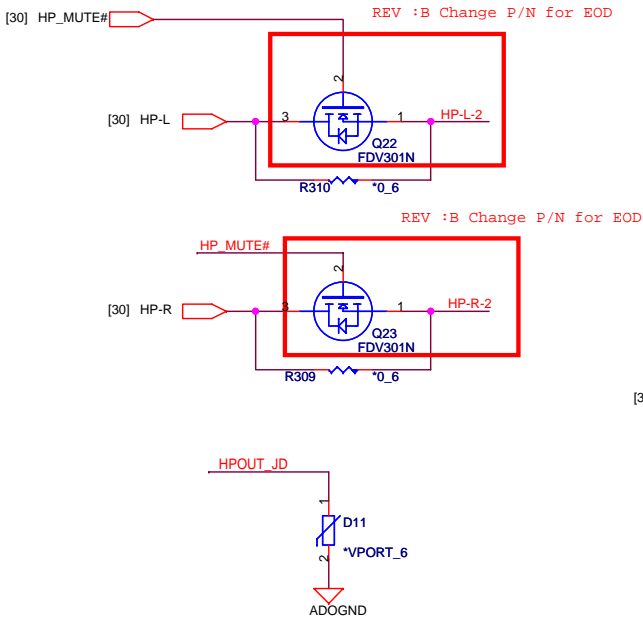 REV :B Change P/N for EOD
[30] HP_MUTE#
2
[30] HP-L
3
1
HP-L-2
Q22
FDV301N
R310
*0_6
REV :B Change P/N for EOD
HP_MUTE#
2
[30] HP-R
3
1
HP-R-2
Q23
FDV301N
R309
*0_6
HPOUT_JD
1
D11
*VPORT_6
2
ADOGND